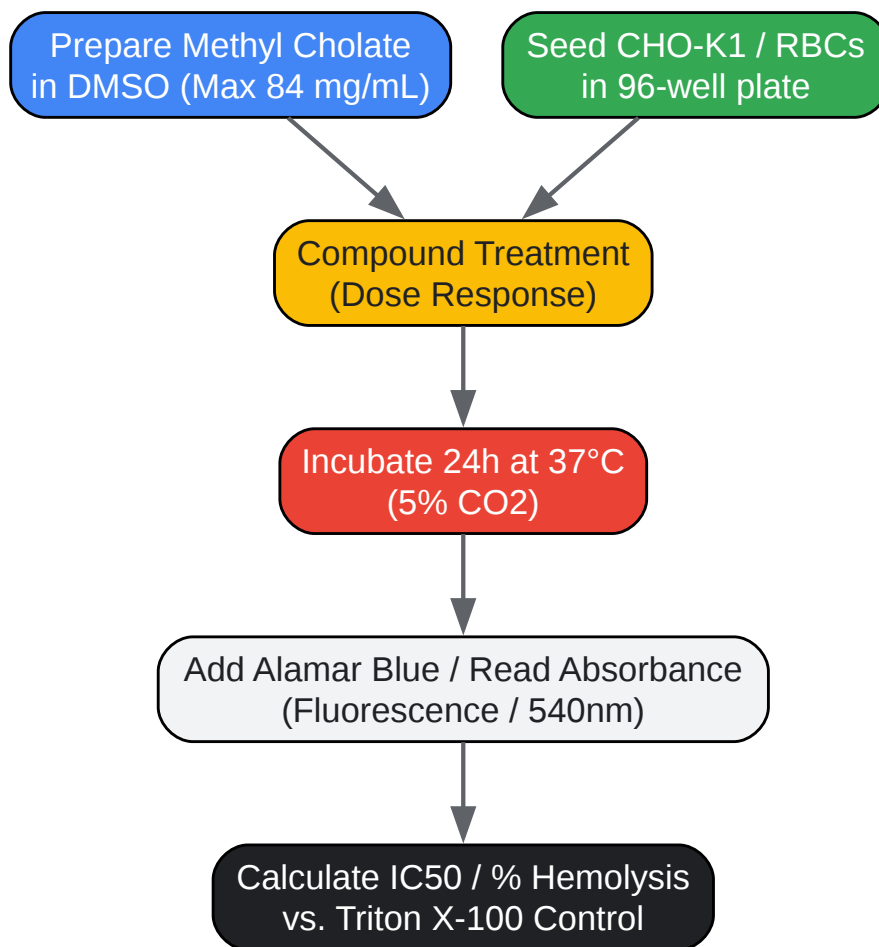 Prepare Methyl Cholate
in DMSO (Max 84 mg/mL)
Seed CHO-K1 / RBCs
in 96-well plate
Compound Treatment
(Dose Response)
Incubate 24h at 37°C
(5% CO2)
Add Alamar Blue / Read Absorbance
(Fluorescence / 540nm)
Calculate IC50 / % Hemolysis
vs. Triton X-100 Control